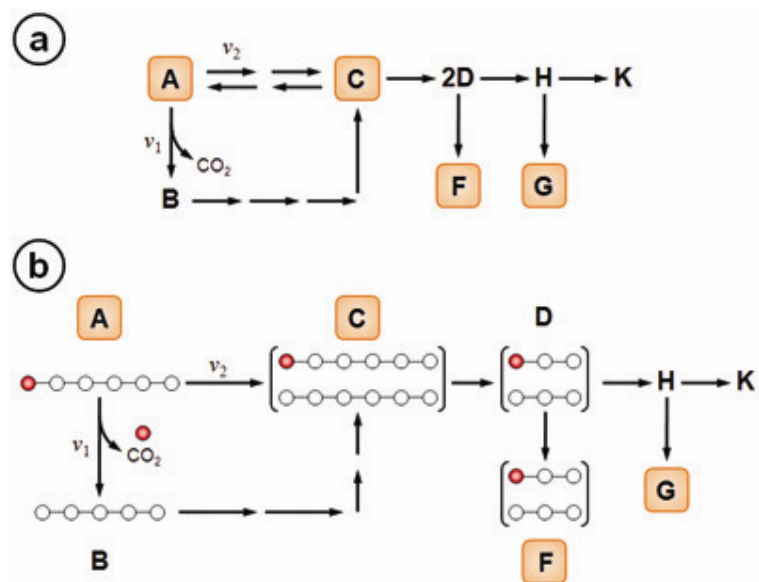 a
A v₂ C 2D H K
v₁ CO₂
B F G
b
A C D
v₂ H K
v₁ CO₂ G
B F